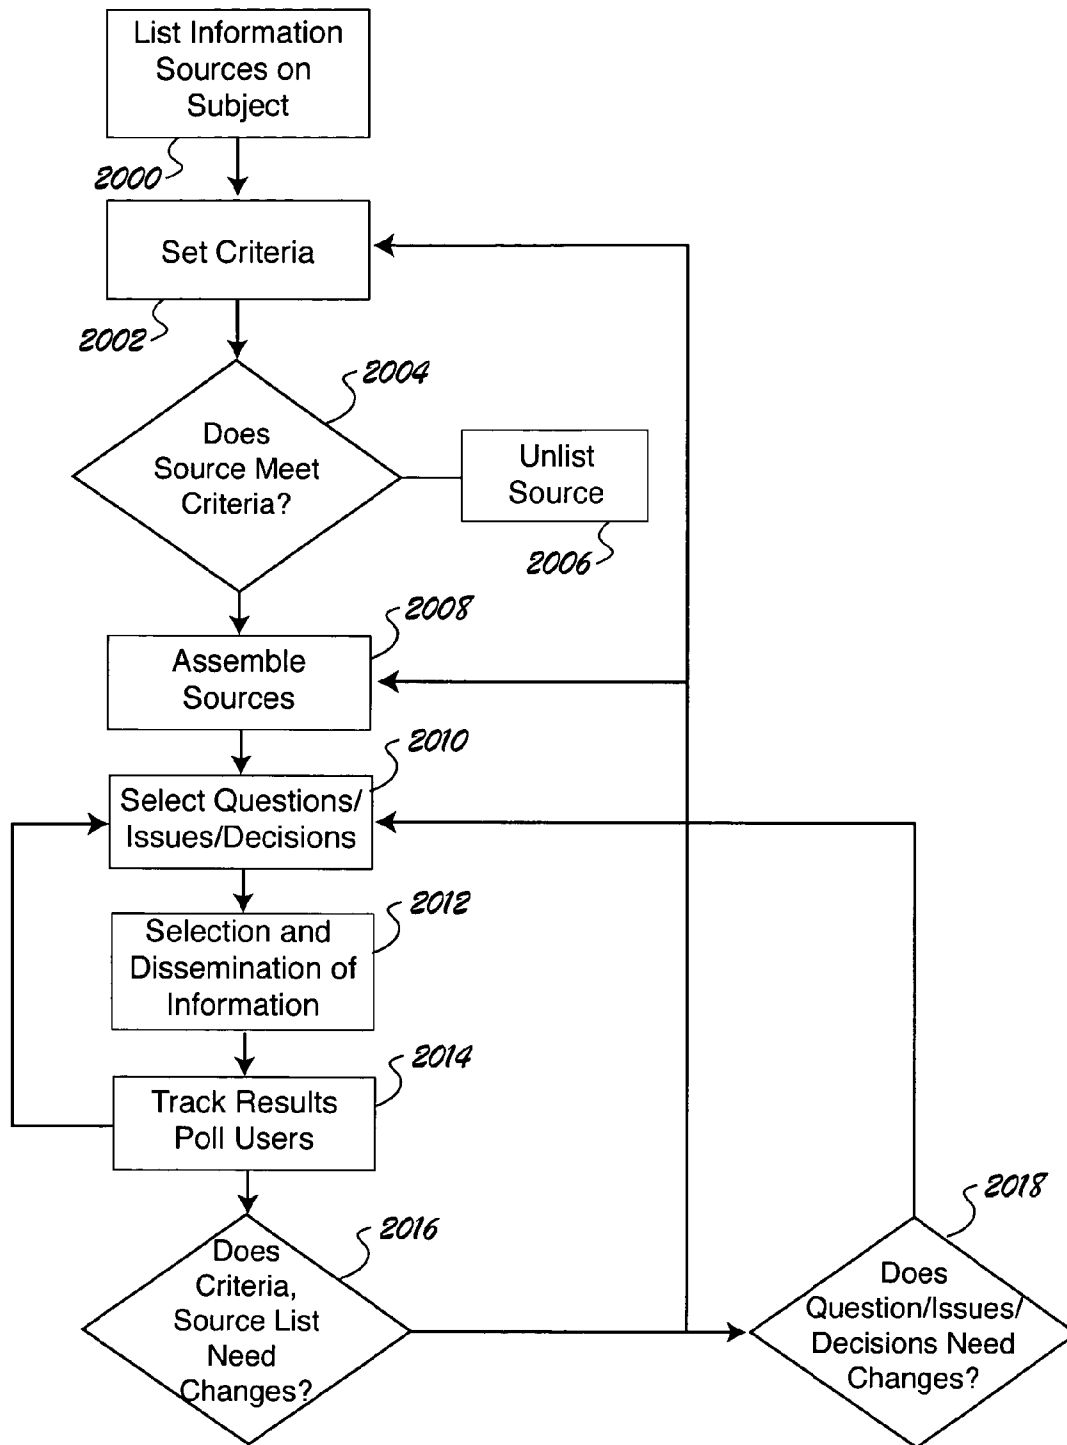 List Information
Sources on
Subject
2000
Set Criteria
2002
2004
Does
Source Meet
Criteria?
Unlist
Source
2006
2008
Assemble
Sources
2010
Select Questions/
Issues/Decisions
2012
Selection and
Dissemination of
Information
2014
Track Results
Poll Users
2016
Does
Criteria,
Source List
Need
Changes?
2018
Does
Question/Issues/
Decisions Need
Changes?